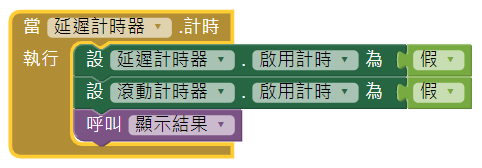 當 延遲計時器 .計時
執行 設 延遲計時器 . 啟用計時 為 假
設 滾動計時器 . 啟用計時 為 假
呼叫 顯示結果